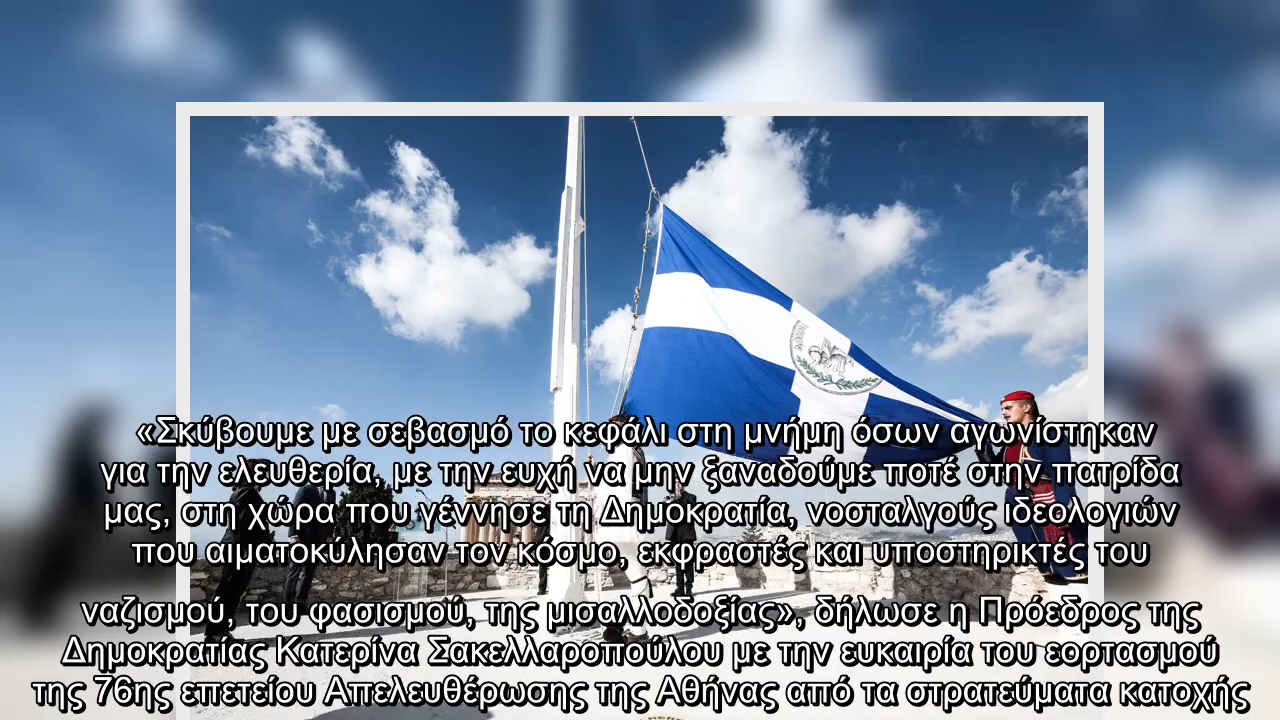 «Σκύβουμε με σεβασμό το κεφάλι στη μνήμη όσων αγωνίστηκαν
για την ελευθερία, με την ευχή να μην ξαναδούμε ποτέ στην πατρίδα
μας, στη χώρα που γέννησε τη Δημοκρατία, νοσταλγούς ιδεολογιών
που αιματοκύλησαν τον κόσμο, εκφραστές και υποστηρικτές του
ναζισμού, του φασισμού, της μισαλλοδοξίας», δήλωσε η Πρόεδρος της
Δημοκρατίας Κατερίνα Σακελλαροπούλου με την ευκαιρία του εορτασμού
της 76ης επετείου Απελευθέρωσης της Αθήνας από τα στρατεύματα κατοχής